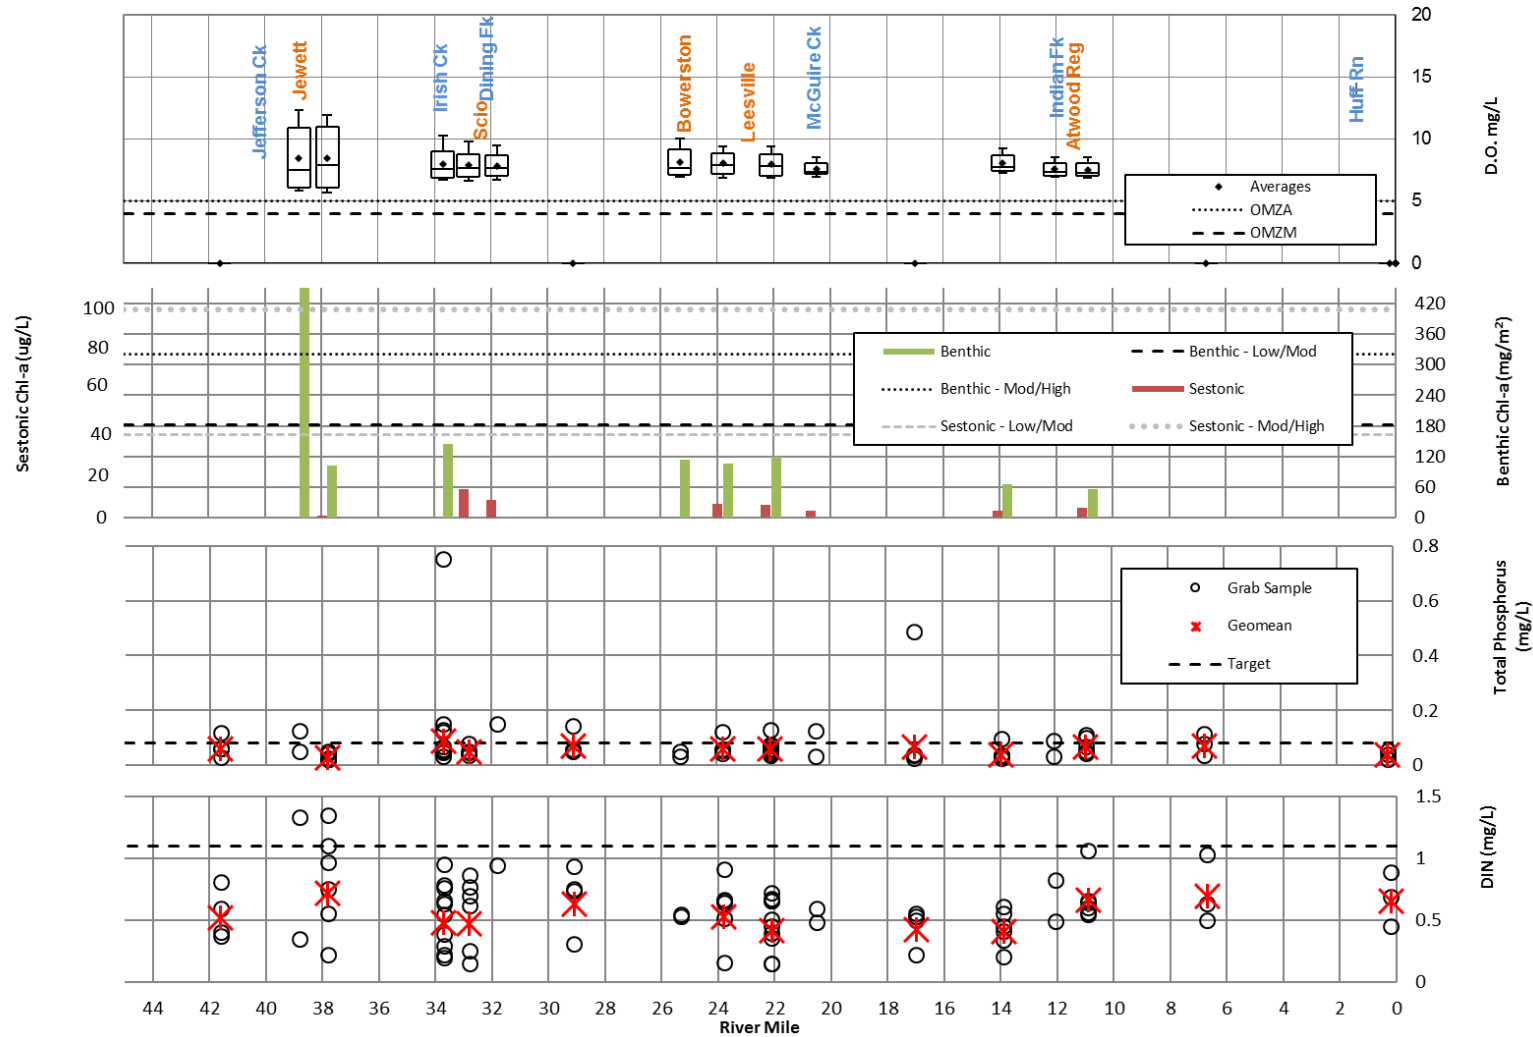 Jefferson Ck
Jewett
Irish Ck
Scio
Dining Fk
Bowerston
Leesville
McGuire Ck
Indian Fk
Atwood Reg
Huff Rn
20
15
10
5
0
D.O. mg/L
Averages
OMZA
OMZM
Sestonic Chl-a (ug/L)
100
80
60
40
20
0
420
360
300
240
180
120
60
0
Benthic Chl-a (mg/m²)
Benthic
Benthic - Low/Mod
Benthic - Mod/High
Sestonic
Sestonic - Low/Mod
Sestonic - Mod/High
0.8
0.6
0.4
0.2
0
Total Phosphorus
(mg/L)
Grab Sample
Geomean
Target
1.5
1
0.5
0
DIN (mg/L)
44 42 40 38 36 34 32 30 28 26 24 22 20 18 16 14 12 10 8 6 4 2 0
River Mile